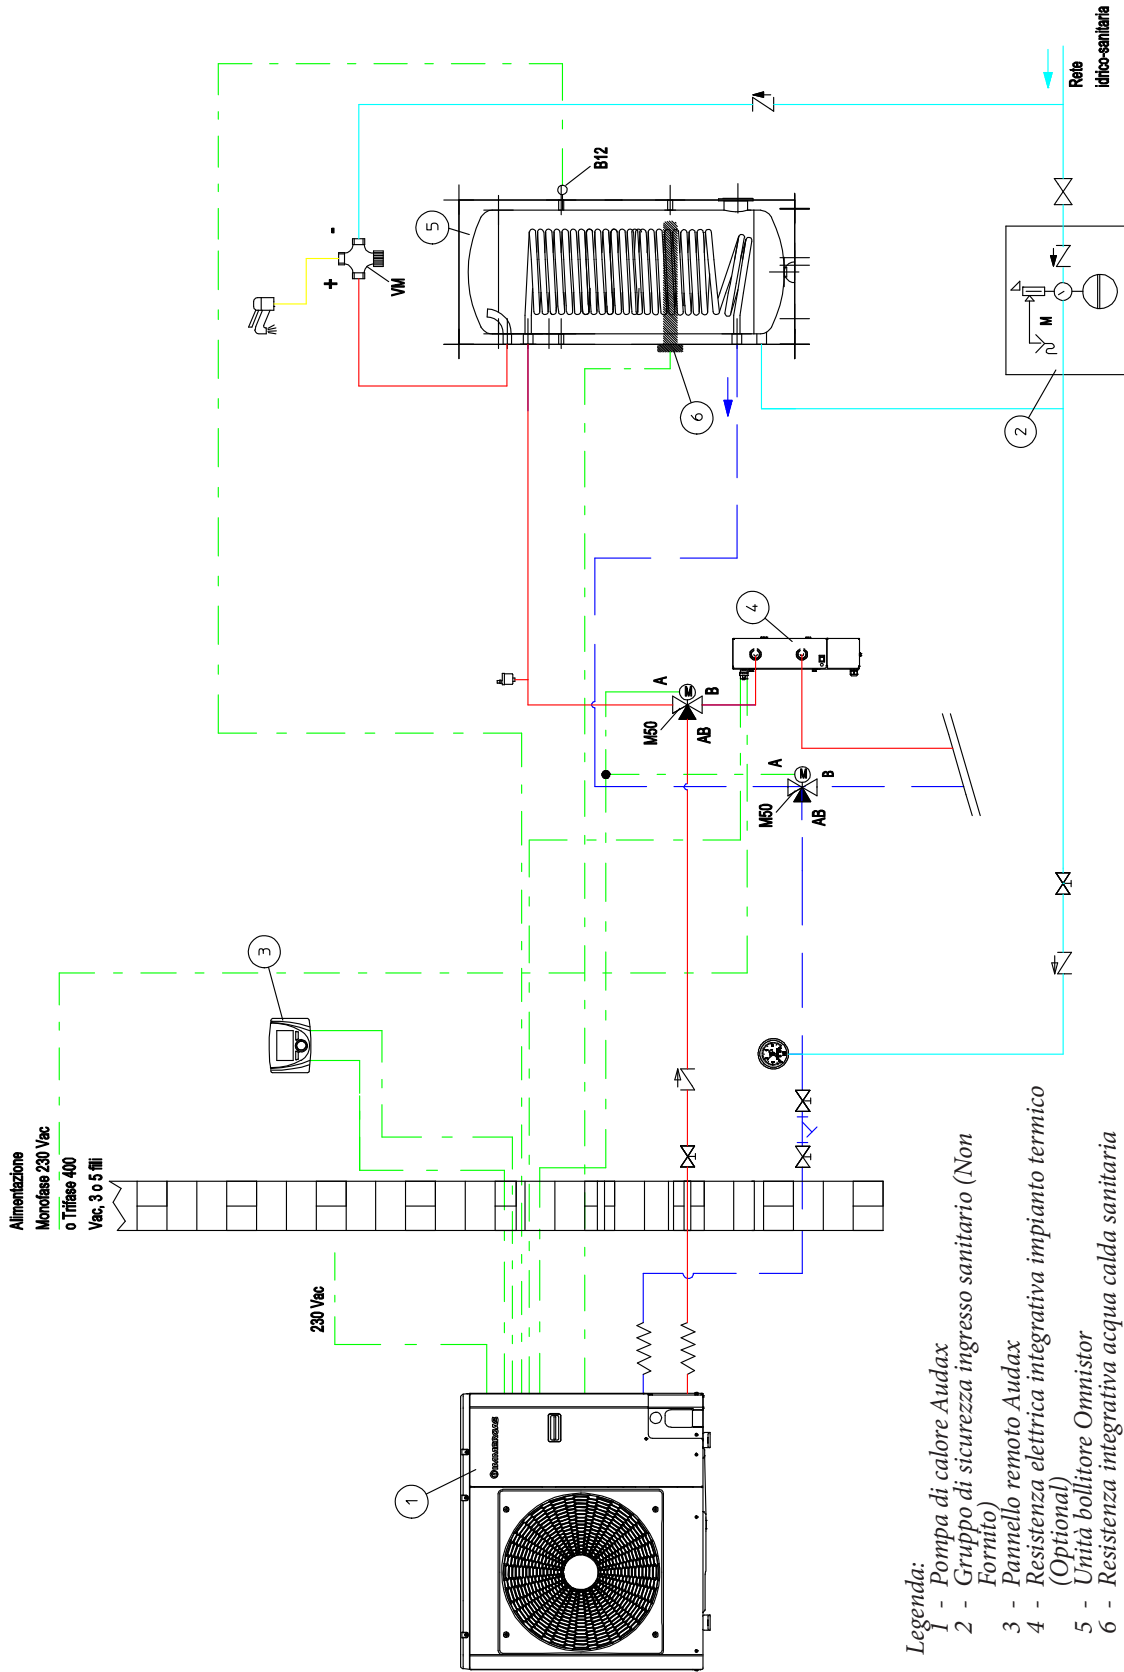 Alimentazione
Monofase 230 Vac
o Trifase 400
Vac, 3 o 5 fili
230 Vac
IMMERGAS
1
3
M50
A
B
AB
M50
A
B
AB
4
5
6
B12
VM
+
-
2
M
Rete
idrico-sanitaria
Legenda:
1 - Pompa di calore Audax
2 - Gruppo di sicurezza ingresso sanitario (Non
Fornito)
3 - Pannello remoto Audax
4 - Resistenza elettrica integrativa impianto termico
(Optional)
5 - Unità bollitore Omnistor
6 - Resistenza integrativa acqua calda sanitaria